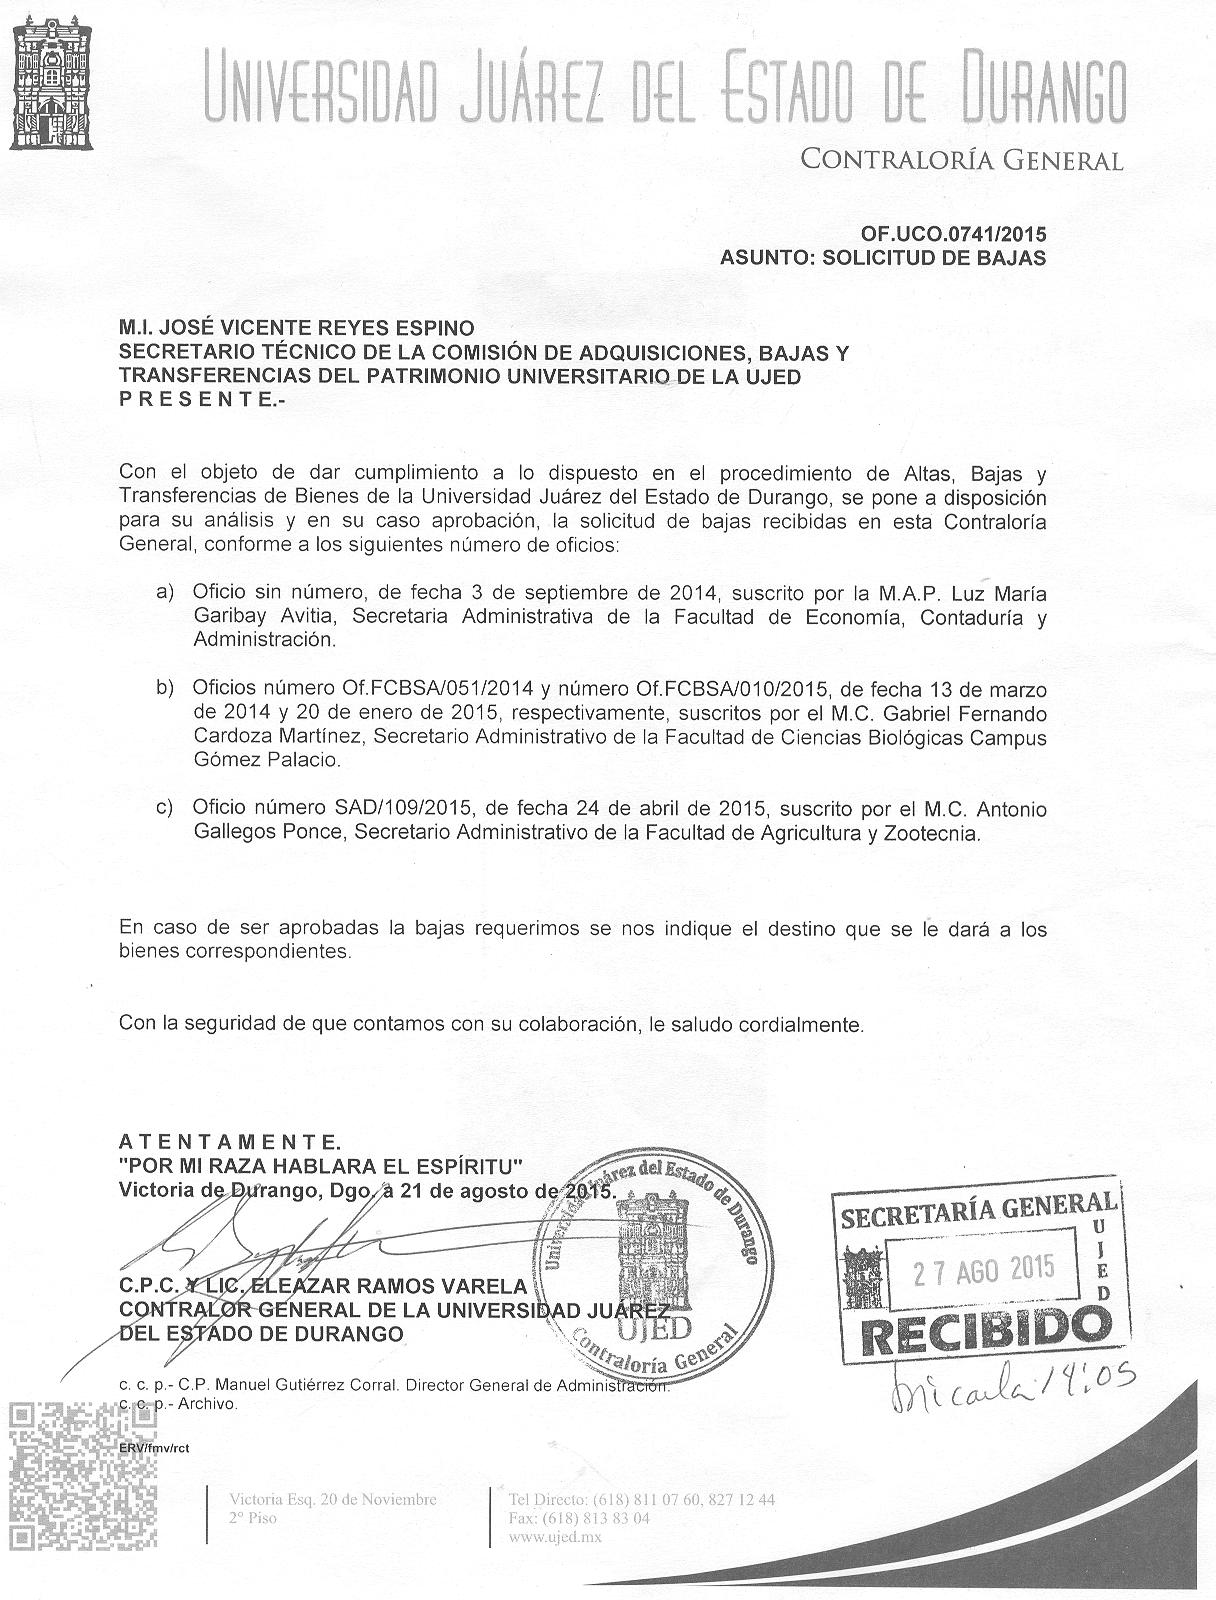 UNIVERSIDAD JUÁREZ DEL ESTADO DE DURANGO
CONTRALORÍA GENERAL
OF.UCO.0741/2015
ASUNTO: SOLICITUD DE BAJAS
M.I. JOSÉ VICENTE REYES ESPINO
SECRETARIO TÉCNICO DE LA COMISIÓN DE ADQUISICIONES, BAJAS Y
TRANSFERENCIAS DEL PATRIMONIO UNIVERSITARIO DE LA UJED
P R E S E N T E.-
Con el objeto de dar cumplimiento a lo dispuesto en el procedimiento de Altas, Bajas y
Transferencias de Bienes de la Universidad Juárez del Estado de Durango, se pone a disposición
para su análisis y en su caso aprobación, la solicitud de bajas recibidas en esta Contraloría
General, conforme a los siguientes número de oficios:
a) Oficio sin número, de fecha 3 de septiembre de 2014, suscrito por la M.A.P. Luz María
Garibay Avitia, Secretaria Administrativa de la Facultad de Economía, Contaduría y
Administración.
b) Oficios número Of.FCBSA/051/2014 y número Of.FCBSA/010/2015, de fecha 13 de marzo
de 2014 y 20 de enero de 2015, respectivamente, suscritos por el M.C. Gabriel Fernando
Cardoza Martínez, Secretario Administrativo de la Facultad de Ciencias Biológicas Campus
Gómez Palacio.
c) Oficio número SAD/109/2015, de fecha 24 de abril de 2015, suscrito por el M.C. Antonio
Gallegos Ponce, Secretario Administrativo de la Facultad de Agricultura y Zootecnia.
En caso de ser aprobadas la bajas requerimos se nos indique el destino que se le dará a los
bienes correspondientes.
Con la seguridad de que contamos con su colaboración, le saludo cordialmente.
A T E N T A M E N T E.
"POR MI RAZA HABLARA EL ESPÍRITU"
Victoria de Durango, Dgo. a 21 de agosto de 2015.
C.P.C. Y LIC. ELEAZAR RAMOS VARELA
CONTRALOR GENERAL DE LA UNIVERSIDAD JUÁREZ
DEL ESTADO DE DURANGO
Universidad Juárez del Estado de Durango
UJED
Contraloría General
SECRETARÍA GENERAL
UJED
27 AGO 2015
RECIBIDO
Micaela 14:05
c. c. p.- C.P. Manuel Gutiérrez Corral. Director General de Administración.
c. c. p.- Archivo.
ERV/fmv/rct
Victoria Esq. 20 de Noviembre
2° Piso
Tel Directo: (618) 811 07 60, 827 12 44
Fax: (618) 813 83 04
www.ujed.mx